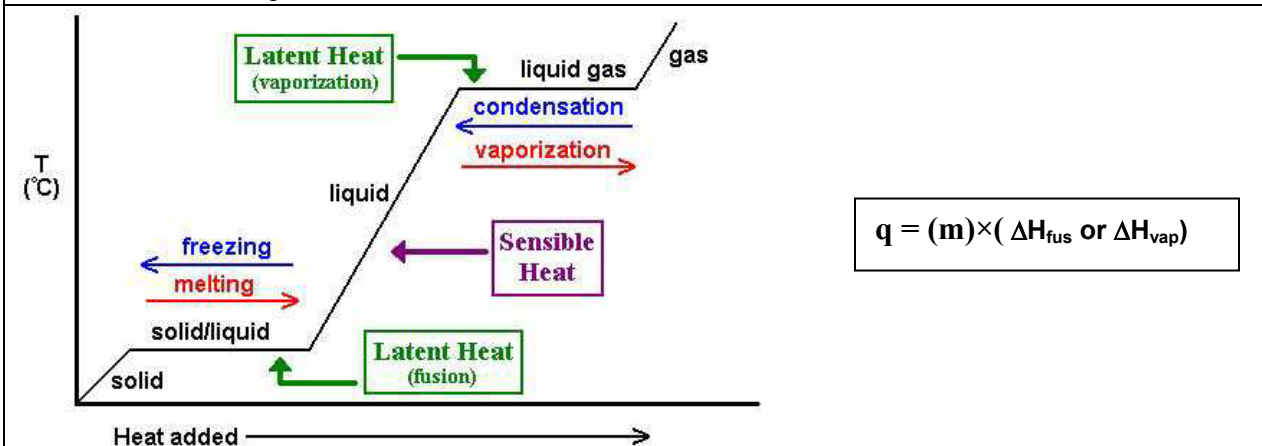 Latent Heat
(vaporization)
liquid gas
gas
condensation
vaporization
T
(°C)
liquid
q = (m)×( ΔHfus or ΔHvap)
freezing
melting
Sensible
Heat
solid/liquid
Latent Heat
(fusion)
solid
Heat added